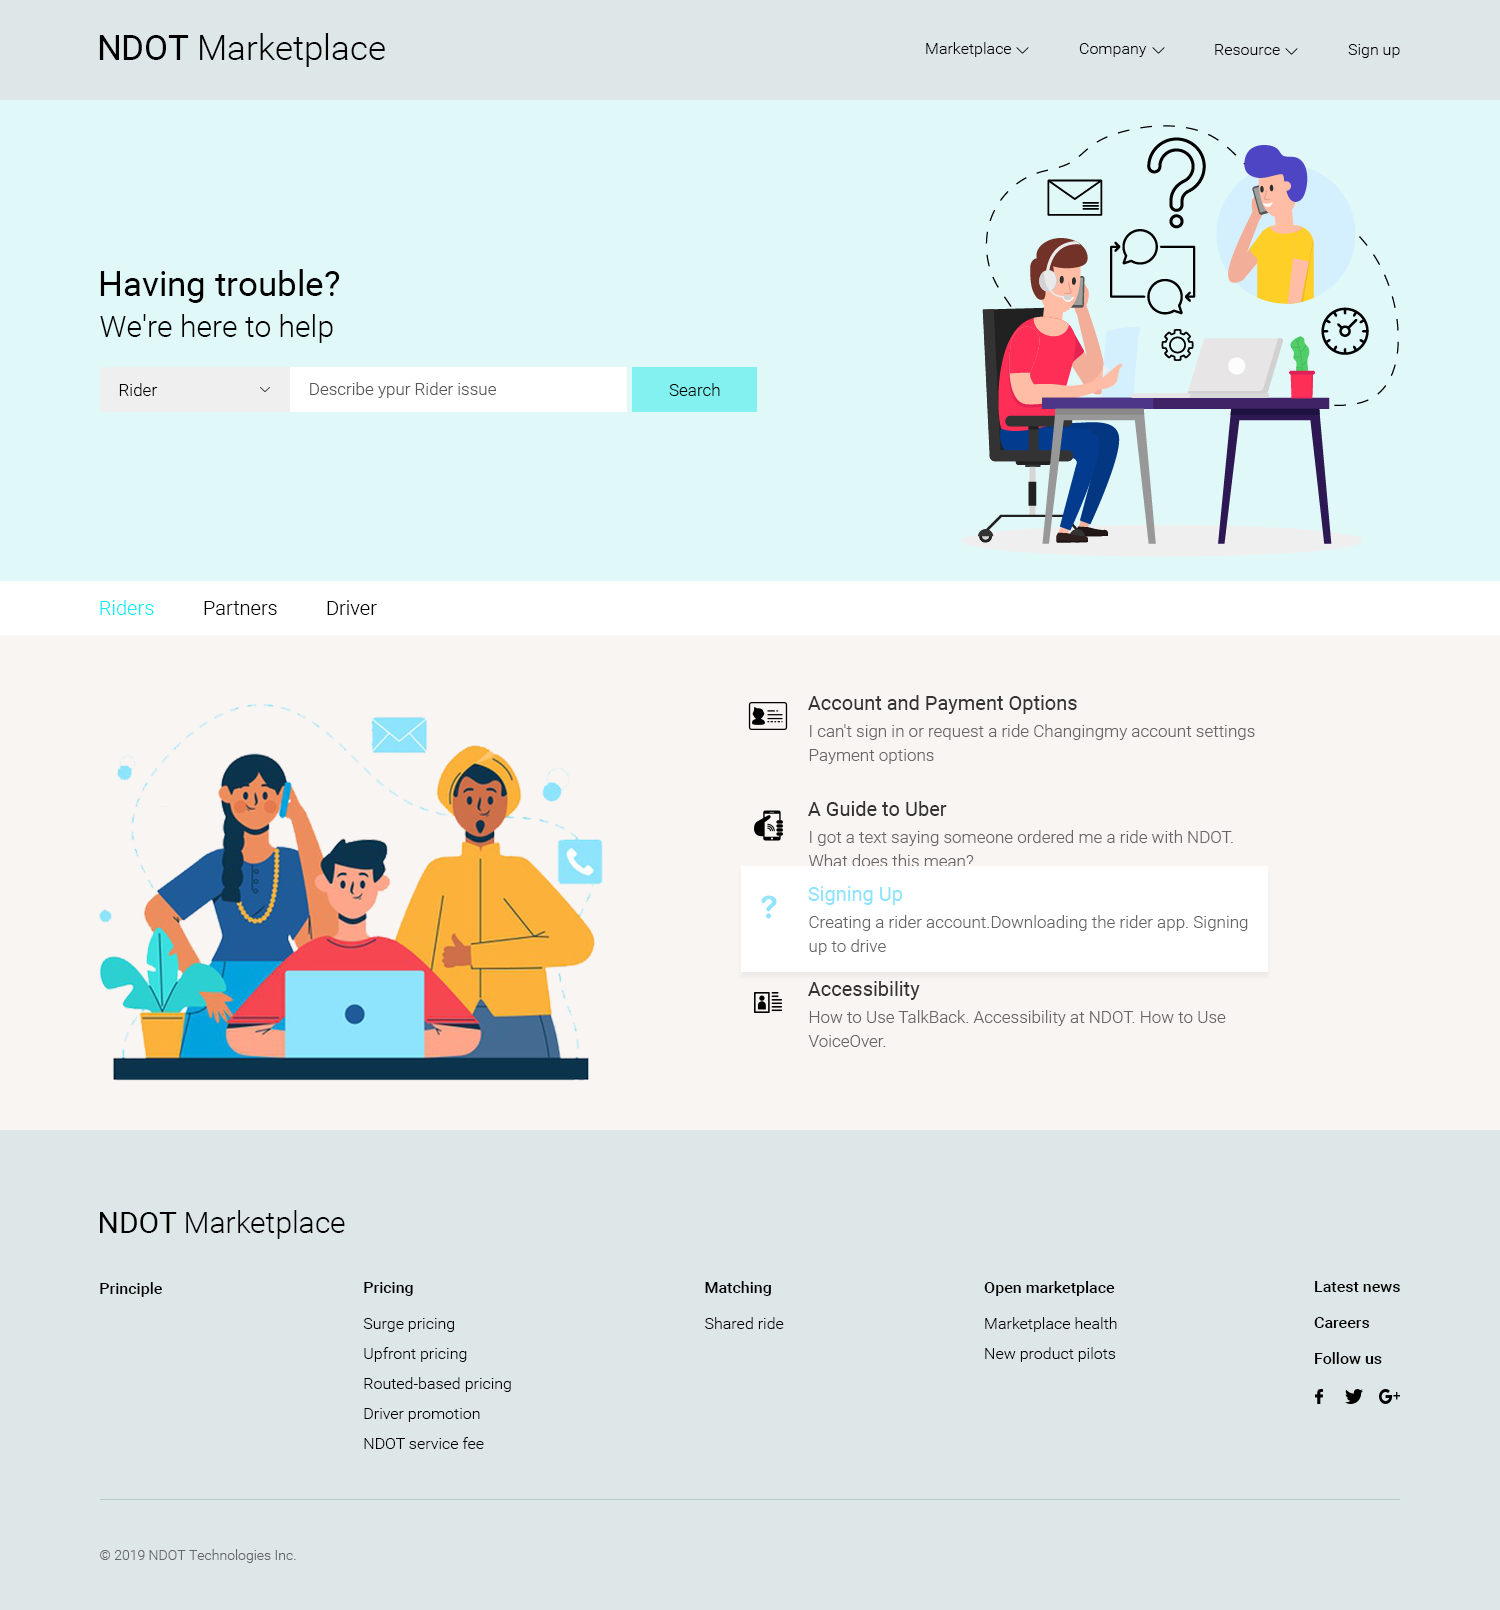 NDOT Marketplace
Marketplace
Company
Resource
Sign up
Having trouble?
We're here to help
Rider
Describe ypur Rider issue
Search
Riders
Partners
Driver
Account and Payment Options
I can't sign in or request a ride Changingmy account settings
Payment options
A Guide to Uber
I got a text saying someone ordered me a ride with NDOT.
What does this mean?
Signing Up
Creating a rider account.Downloading the rider app. Signing
up to drive
Accessibility
How to Use TalkBack. Accessibility at NDOT. How to Use
VoiceOver.
NDOT Marketplace
Principle
Pricing
Surge pricing
Upfront pricing
Routed-based pricing
Driver promotion
NDOT service fee
Matching
Shared ride
Open marketplace
Marketplace health
New product pilots
Latest news
Careers
Follow us
© 2019 NDOT Technologies Inc.